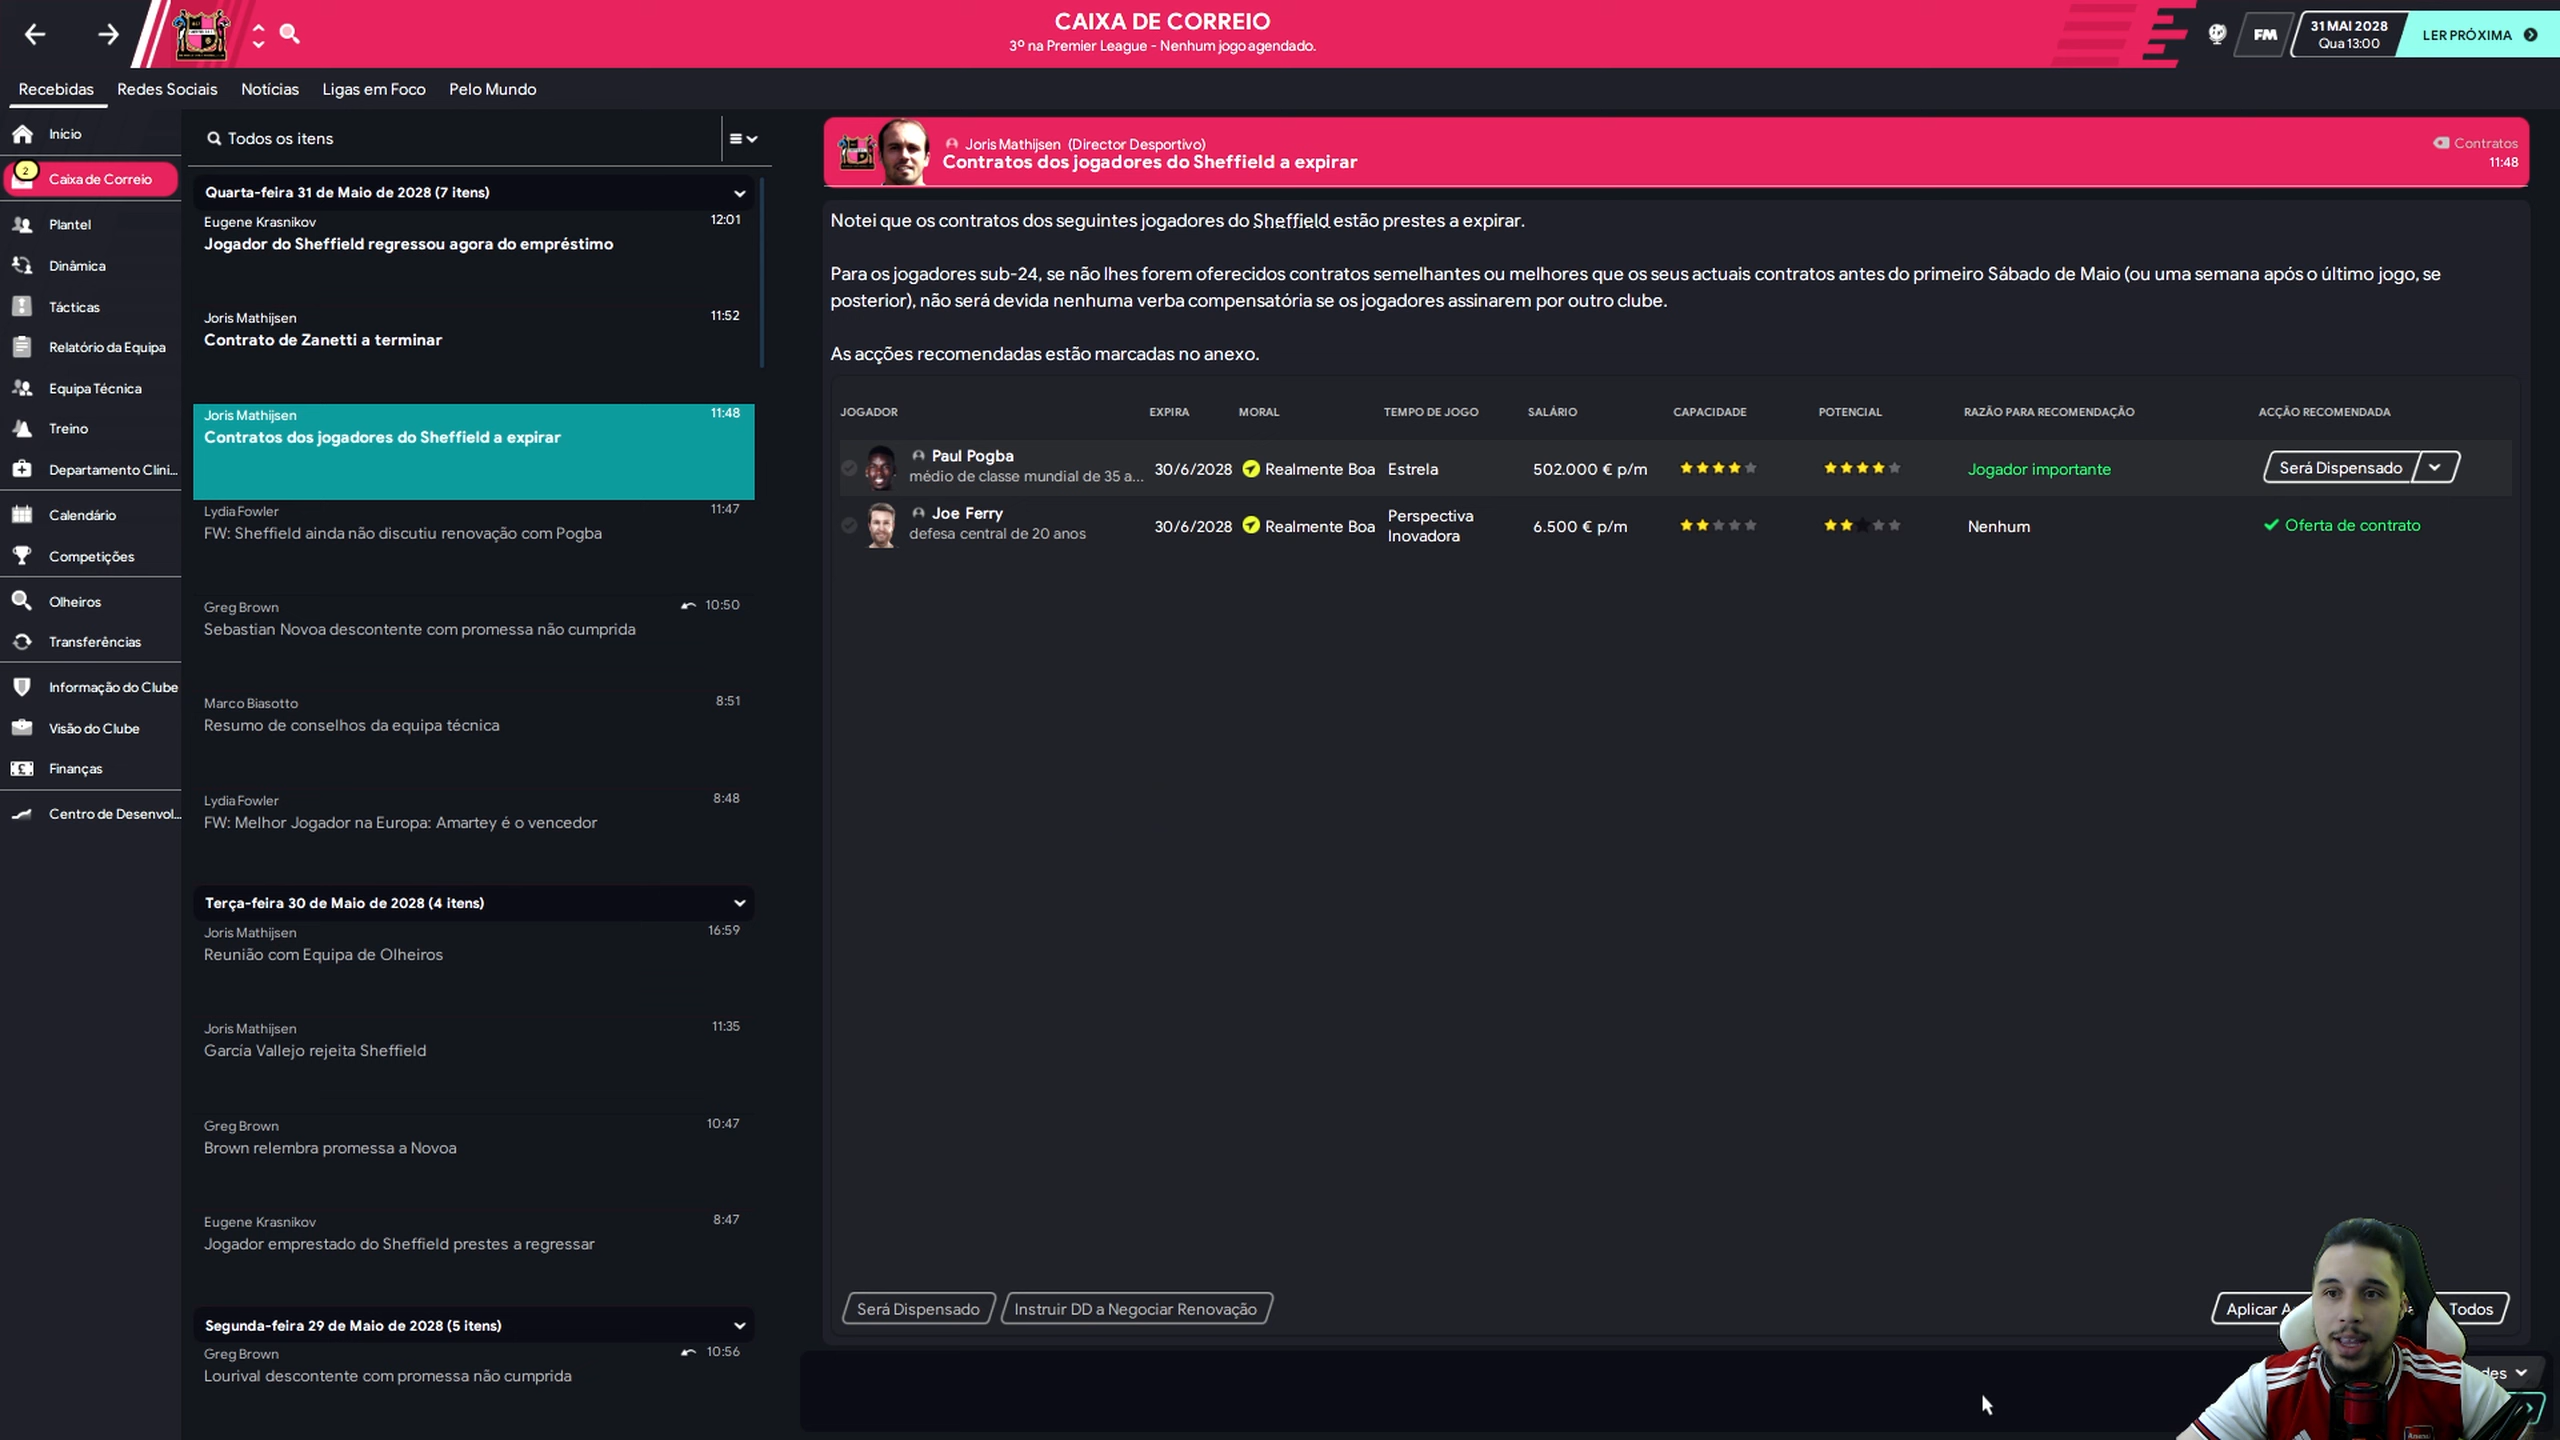 CAIXA DE CORREIO
3º na Premier League - Nenhum jogo agendado.
FM
31 MAI 2028
Qua 13:00
LER PRÓXIMA
Recebidas
Redes Sociais
Notícias
Ligas em Foco
Pelo Mundo
Início
2
Caixa de Correio
Plantel
Dinâmica
Tácticas
Relatório da Equipa
Equipa Técnica
Treino
Departamento Clíni...
Calendário
Competições
Olheiros
Transferências
Informação do Clube
Visão do Clube
Finanças
Centro de Desenvol...
Todos os itens
Quarta-feira 31 de Maio de 2028 (7 itens)
Eugene Krasnikov 12:01
Jogador do Sheffield regressou agora do empréstimo
Joris Mathijsen 11:52
Contrato de Zanetti a terminar
Joris Mathijsen 11:48
Contratos dos jogadores do Sheffield a expirar
Lydia Fowler 11:47
FW: Sheffield ainda não discutiu renovação com Pogba
Greg Brown 10:50
Sebastian Novoa descontente com promessa não cumprida
Marco Biasotto 8:51
Resumo de conselhos da equipa técnica
Lydia Fowler 8:48
FW: Melhor Jogador na Europa: Amartey é o vencedor
Terça-feira 30 de Maio de 2028 (4 itens)
Joris Mathijsen 16:59
Reunião com Equipa de Olheiros
Joris Mathijsen 11:35
García Vallejo rejeita Sheffield
Greg Brown 10:47
Brown relembra promessa a Novoa
Eugene Krasnikov 8:47
Jogador emprestado do Sheffield prestes a regressar
Segunda-feira 29 de Maio de 2028 (5 itens)
Greg Brown 10:56
Lourival descontente com promessa não cumprida
Joris Mathijsen (Director Desportivo)
Contratos dos jogadores do Sheffield a expirar
Contratos
11:48
Notei que os contratos dos seguintes jogadores do Sheffield estão prestes a expirar.
Para os jogadores sub-24, se não lhes forem oferecidos contratos semelhantes ou melhores que os seus actuais contratos antes do primeiro Sábado de Maio (ou uma semana após o último jogo, se
posterior), não será devida nenhuma verba compensatória se os jogadores assinarem por outro clube.
As acções recomendadas estão marcadas no anexo.
JOGADOR EXPIRA MORAL TEMPO DE JOGO SALÁRIO CAPACIDADE POTENCIAL RAZÃO PARA RECOMENDAÇÃO ACÇÃO RECOMENDADA
Paul Pogba
médio de classe mundial de 35 a...
30/6/2028 Realmente Boa Estrela 502.000 € p/m Jogador importante Será Dispensado
Joe Ferry
defesa central de 20 anos
30/6/2028 Realmente Boa Perspectiva
Inovadora
6.500 € p/m Nenhum Oferta de contrato
Será Dispensado
Instruir DD a Negociar Renovação
Aplicar
Todos